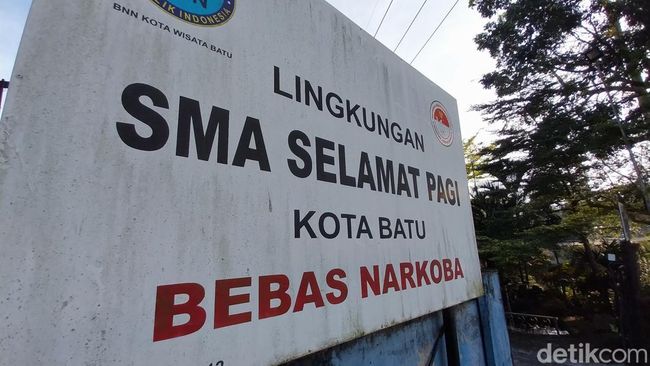 BNN KOTA WISATA BATU
LINGKUNGAN
SMA SELAMAT PAGI
KOTA BATU
BEBAS NARKOBA
detikcom